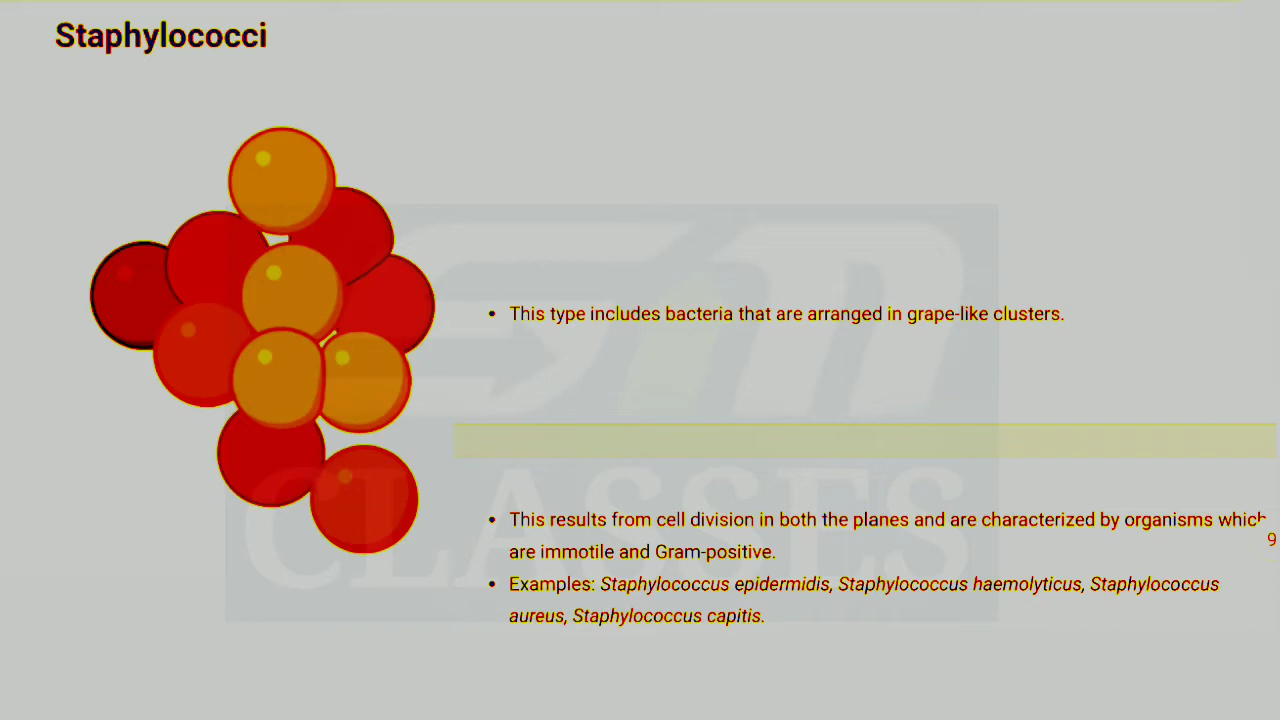 Staphylococci
• This type includes bacteria that are arranged in grape-like clusters.
SM
CLASSES
• This results from cell division in both the planes and are characterized by organisms which
are immotile and Gram-positive.
9
• Examples: Staphylococcus epidermidis, Staphylococcus haemolyticus, Staphylococcus
aureus, Staphylococcus capitis.